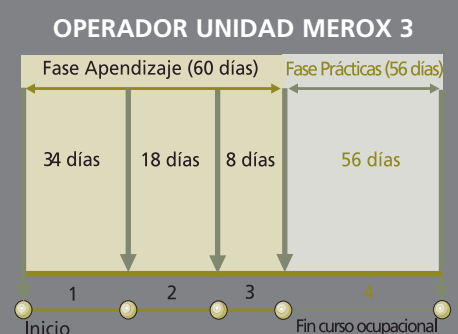 OPERADOR UNIDAD MEROX 3
Fase Apendizaje (60 días) Fase Prácticas (56 días)
34 días 18 días 8 días 56 días
1 2 3 4
Inicio Fin curso ocupacional